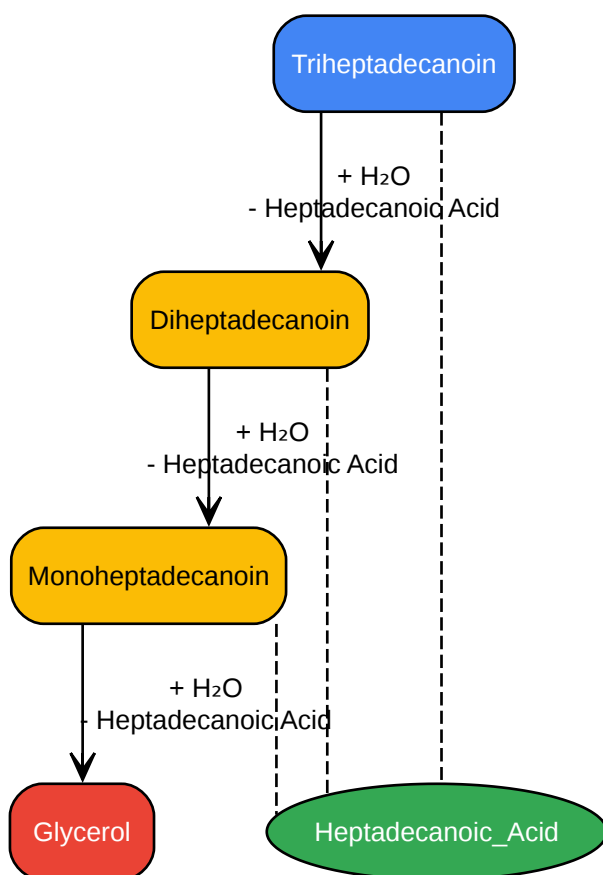 Triheptadecanoin
+ H₂O
- Heptadecanoic Acid
Diheptadecanoin
+ H₂O
- Heptadecanoic Acid
Monoheptadecanoin
+ H₂O
- Heptadecanoic Acid
Glycerol
Heptadecanoic_Acid